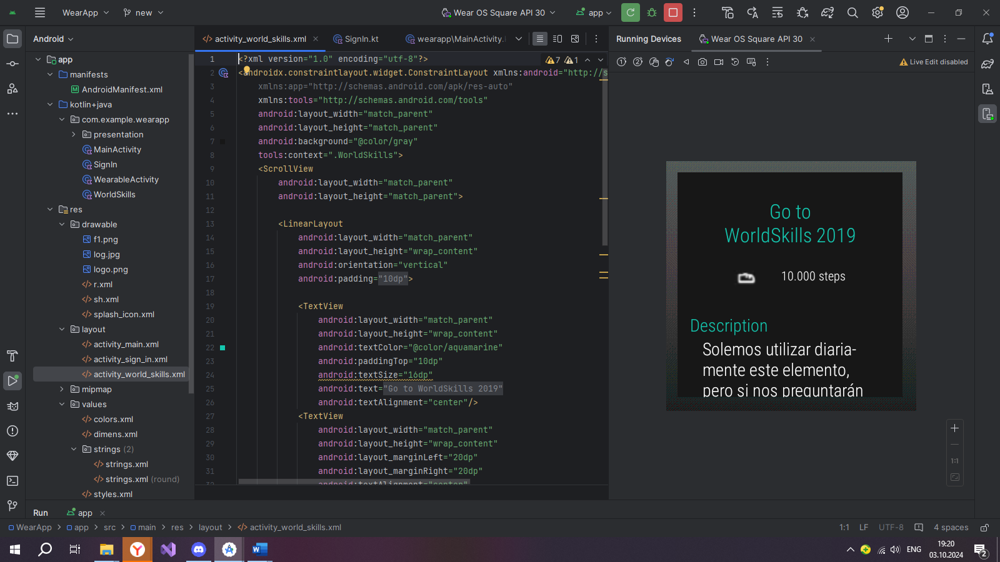 WearApp
new
Wear OS Square API 30
app
Android
activity_world_skills.xml
SignIn.kt
wearapp\MainActivity.
Running Devices
Wear OS Square API 30
Live Edit disabled
app
manifests
AndroidManifest.xml
kotlin+java
com.example.wearapp
presentation
MainActivity
SignIn
WearableActivity
WorldSkills
res
drawable
f1.png
log.jpg
logo.png
r.xml
sh.xml
splash_icon.xml
layout
activity_main.xml
activity_sign_in.xml
activity_world_skills.xml
mipmap
values
colors.xml
dimens.xml
strings (2)
strings.xml
strings.xml (round)
styles.xml
7 1
1 <?xml version="1.0" encoding="utf-8"?>
2 <androidx.constraintlayout.widget.ConstraintLayout xmlns:android="http://s
3 xmlns:app="http://schemas.android.com/apk/res-auto"
4 xmlns:tools="http://schemas.android.com/tools"
5 android:layout_width="match_parent"
6 android:layout_height="match_parent"
7 android:background="@color/gray"
8 tools:context=".WorldSkills">
9 <ScrollView
10 android:layout_width="match_parent"
11 android:layout_height="match_parent">
12
13 <LinearLayout
14 android:layout_width="match_parent"
15 android:layout_height="wrap_content"
16 android:orientation="vertical"
17 android:padding="10dp">
18
19 <TextView
20 android:layout_width="match_parent"
21 android:layout_height="wrap_content"
22 android:textColor="@color/aquamarine"
23 android:paddingTop="10dp"
24 android:textSize="16dp"
25 android:text="Go to WorldSkills 2019"
26 android:textAlignment="center"/>
27 <TextView
28 android:layout_width="match_parent"
29 android:layout_height="wrap_content"
30 android:layout_marginLeft="20dp"
31 android:layout_marginRight="20dp"
32 android:textAlignment="center"
Go to
WorldSkills 2019
10.000 steps
Description
Solemos utilizar diaria-
mente este elemento,
pero si nos preguntarán
1:1
Run
app
WearApp
app
src
main
res
layout
activity_world_skills.xml
1:1
LF
UTF-8
4 spaces
ENG
19:20
03.10.2024
2